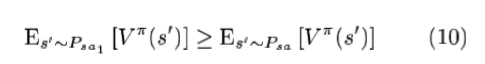 E_{s'∼P_{sa_1}} [V^π(s')] ≥ E_{s'∼P_{sa}} [V^π(s')] (10)